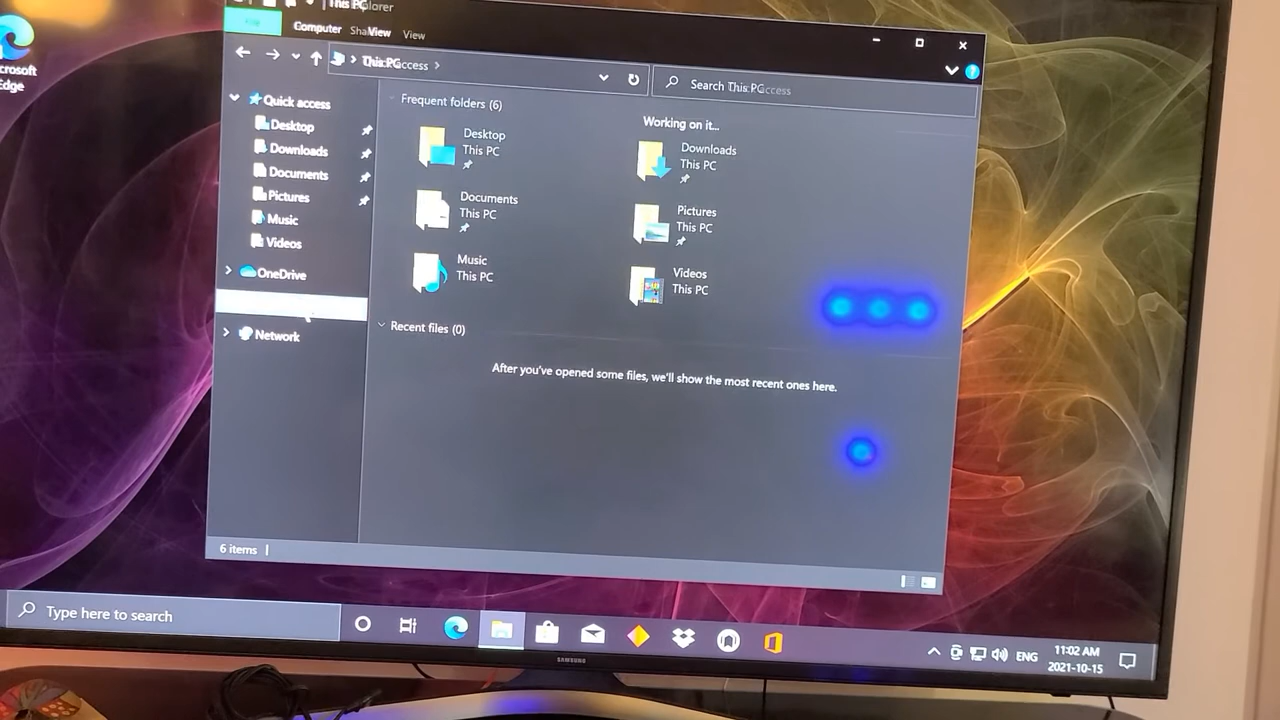 This PC
Computer
View
View
This PC
Search This PC
Quick access
Frequent folders (6)
Working on it...
Desktop
Downloads
Documents
Pictures
Music
Videos
OneDrive
Network
Desktop
This PC
Downloads
This PC
Documents
This PC
Pictures
This PC
Music
This PC
Videos
This PC
Recent files (0)
After you've opened some files, we'll show the most recent ones here.
6 items
crosoft
Edge
Type here to search
ENG
11:02 AM
2021-10-15
SAMSUNG